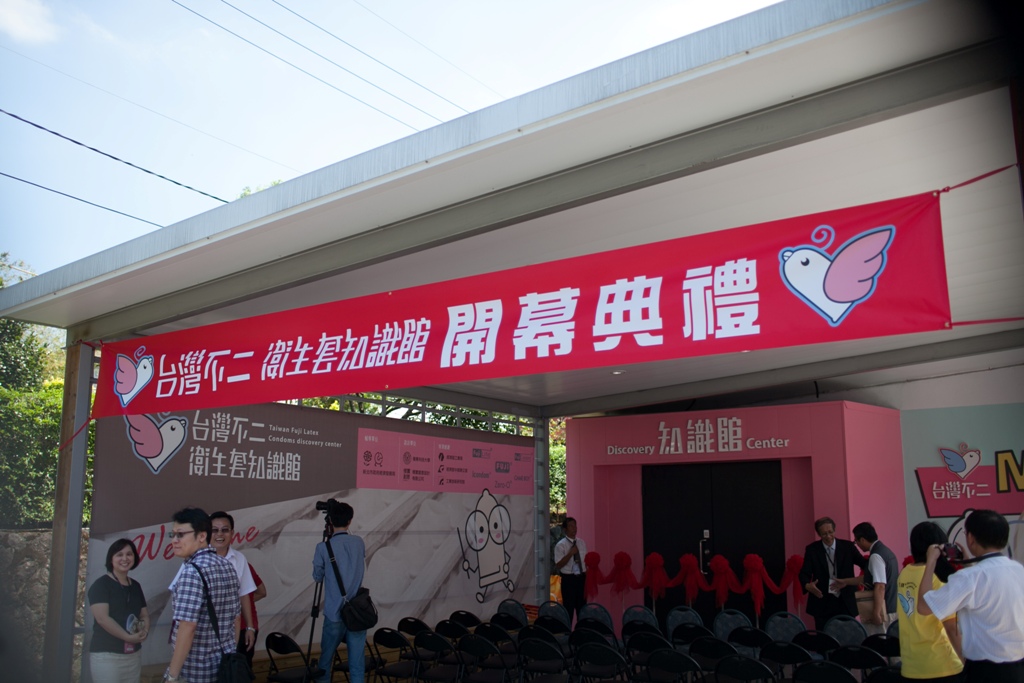 台灣不二 衛生套知識館 開幕典禮
台灣不二
Taiwan Fuji Latex
Condoms discovery center
衛生套知識館
Welcome
Discovery 知識館 Center
台灣不二
M